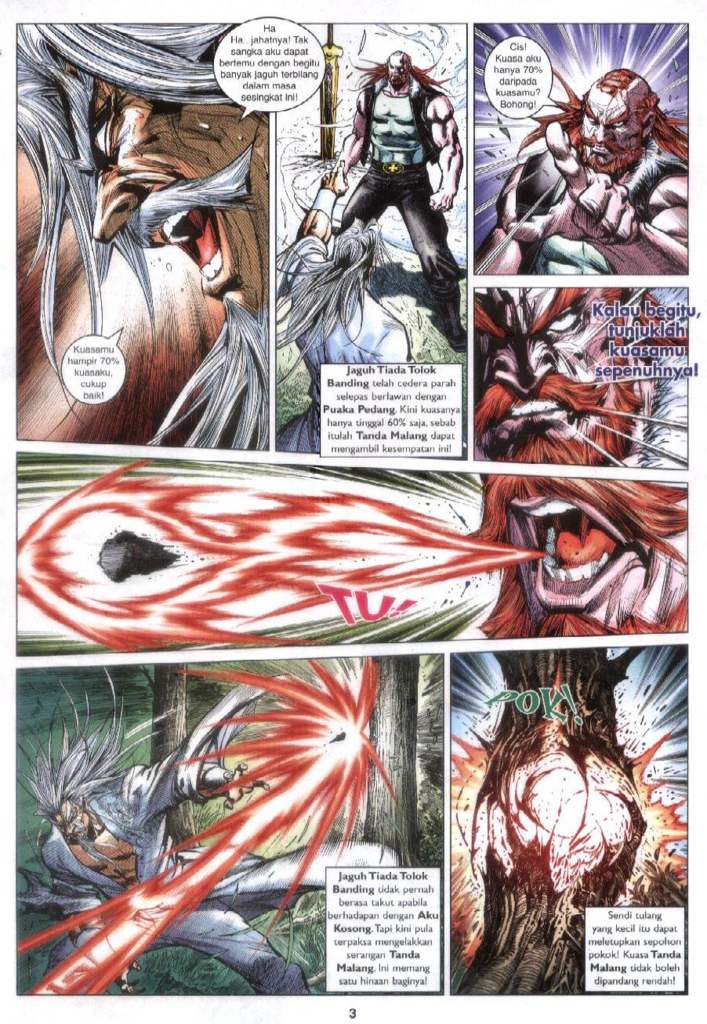 Ha
Ha.. jahatnya! Tak
sangka aku dapat
bertemu dengan begitu
banyak jaguh terbilang
dalam masa
sesingkat ini!
Kuasamu
hampir 70%
kuasaku,
cukup
baik!
Jaguh Tiada Tolok
Banding telah cedera parah
selepas berlawan dengan
Puaka Pedang. Kini kuasanya
hanya tinggal 60% saja, sebab
itulah Tanda Malang dapat
mengambil kesempatan ini!
Cis!
Kuasa aku
hanya 70%
daripada
kuasamu?
Bohong!
Kalau begitu,
tunjuklah
kuasamu
sepenuhnya!
TU!!
Jaguh Tiada Tolok
Banding tidak pernah
berasa takut apabila
berhadapan dengan Aku
Kosong. Tapi kini pula
terpaksa mengelakkan
serangan Tanda
Malang. Ini memang
satu hinaan baginya!
POK!
Sendi tulang
yang kecil itu dapat
meletupkan sepohon
pokok! Kuasa Tanda
Malang tidak boleh
dipandang rendah!
3